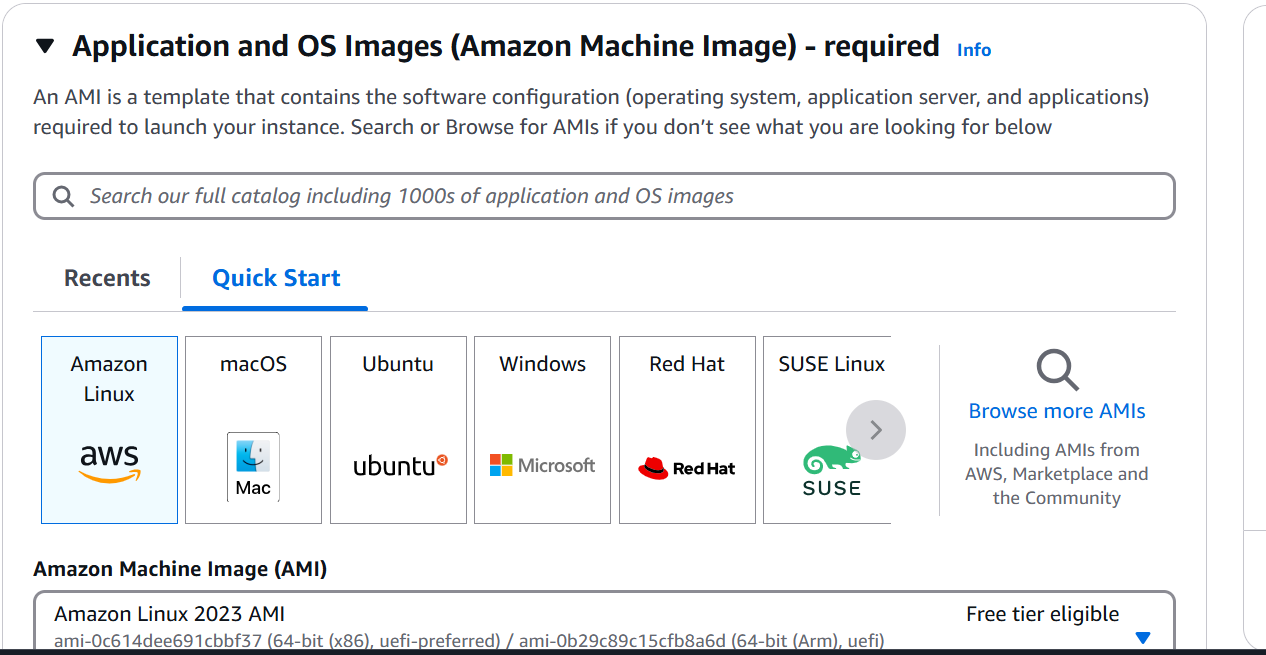 Application and OS Images (Amazon Machine Image) - required Info
An AMI is a template that contains the software configuration (operating system, application server, and applications)
required to launch your instance. Search or Browse for AMIs if you don’t see what you are looking for below
Search our full catalog including 1000s of application and OS images
Recents
Quick Start
Amazon
Linux
aws
macOS
Mac
Ubuntu
ubuntu
Windows
Microsoft
Red Hat
Red Hat
SUSE Linux
SUSE
Browse more AMIs
Including AMIs from
AWS, Marketplace and
the Community
Amazon Machine Image (AMI)
Amazon Linux 2023 AMI
Free tier eligible
ami-0c614dee691cbbf37 (64-bit (x86), uefi-preferred) / ami-0b29c89c15cfb8a6d (64-bit (Arm), uefi)